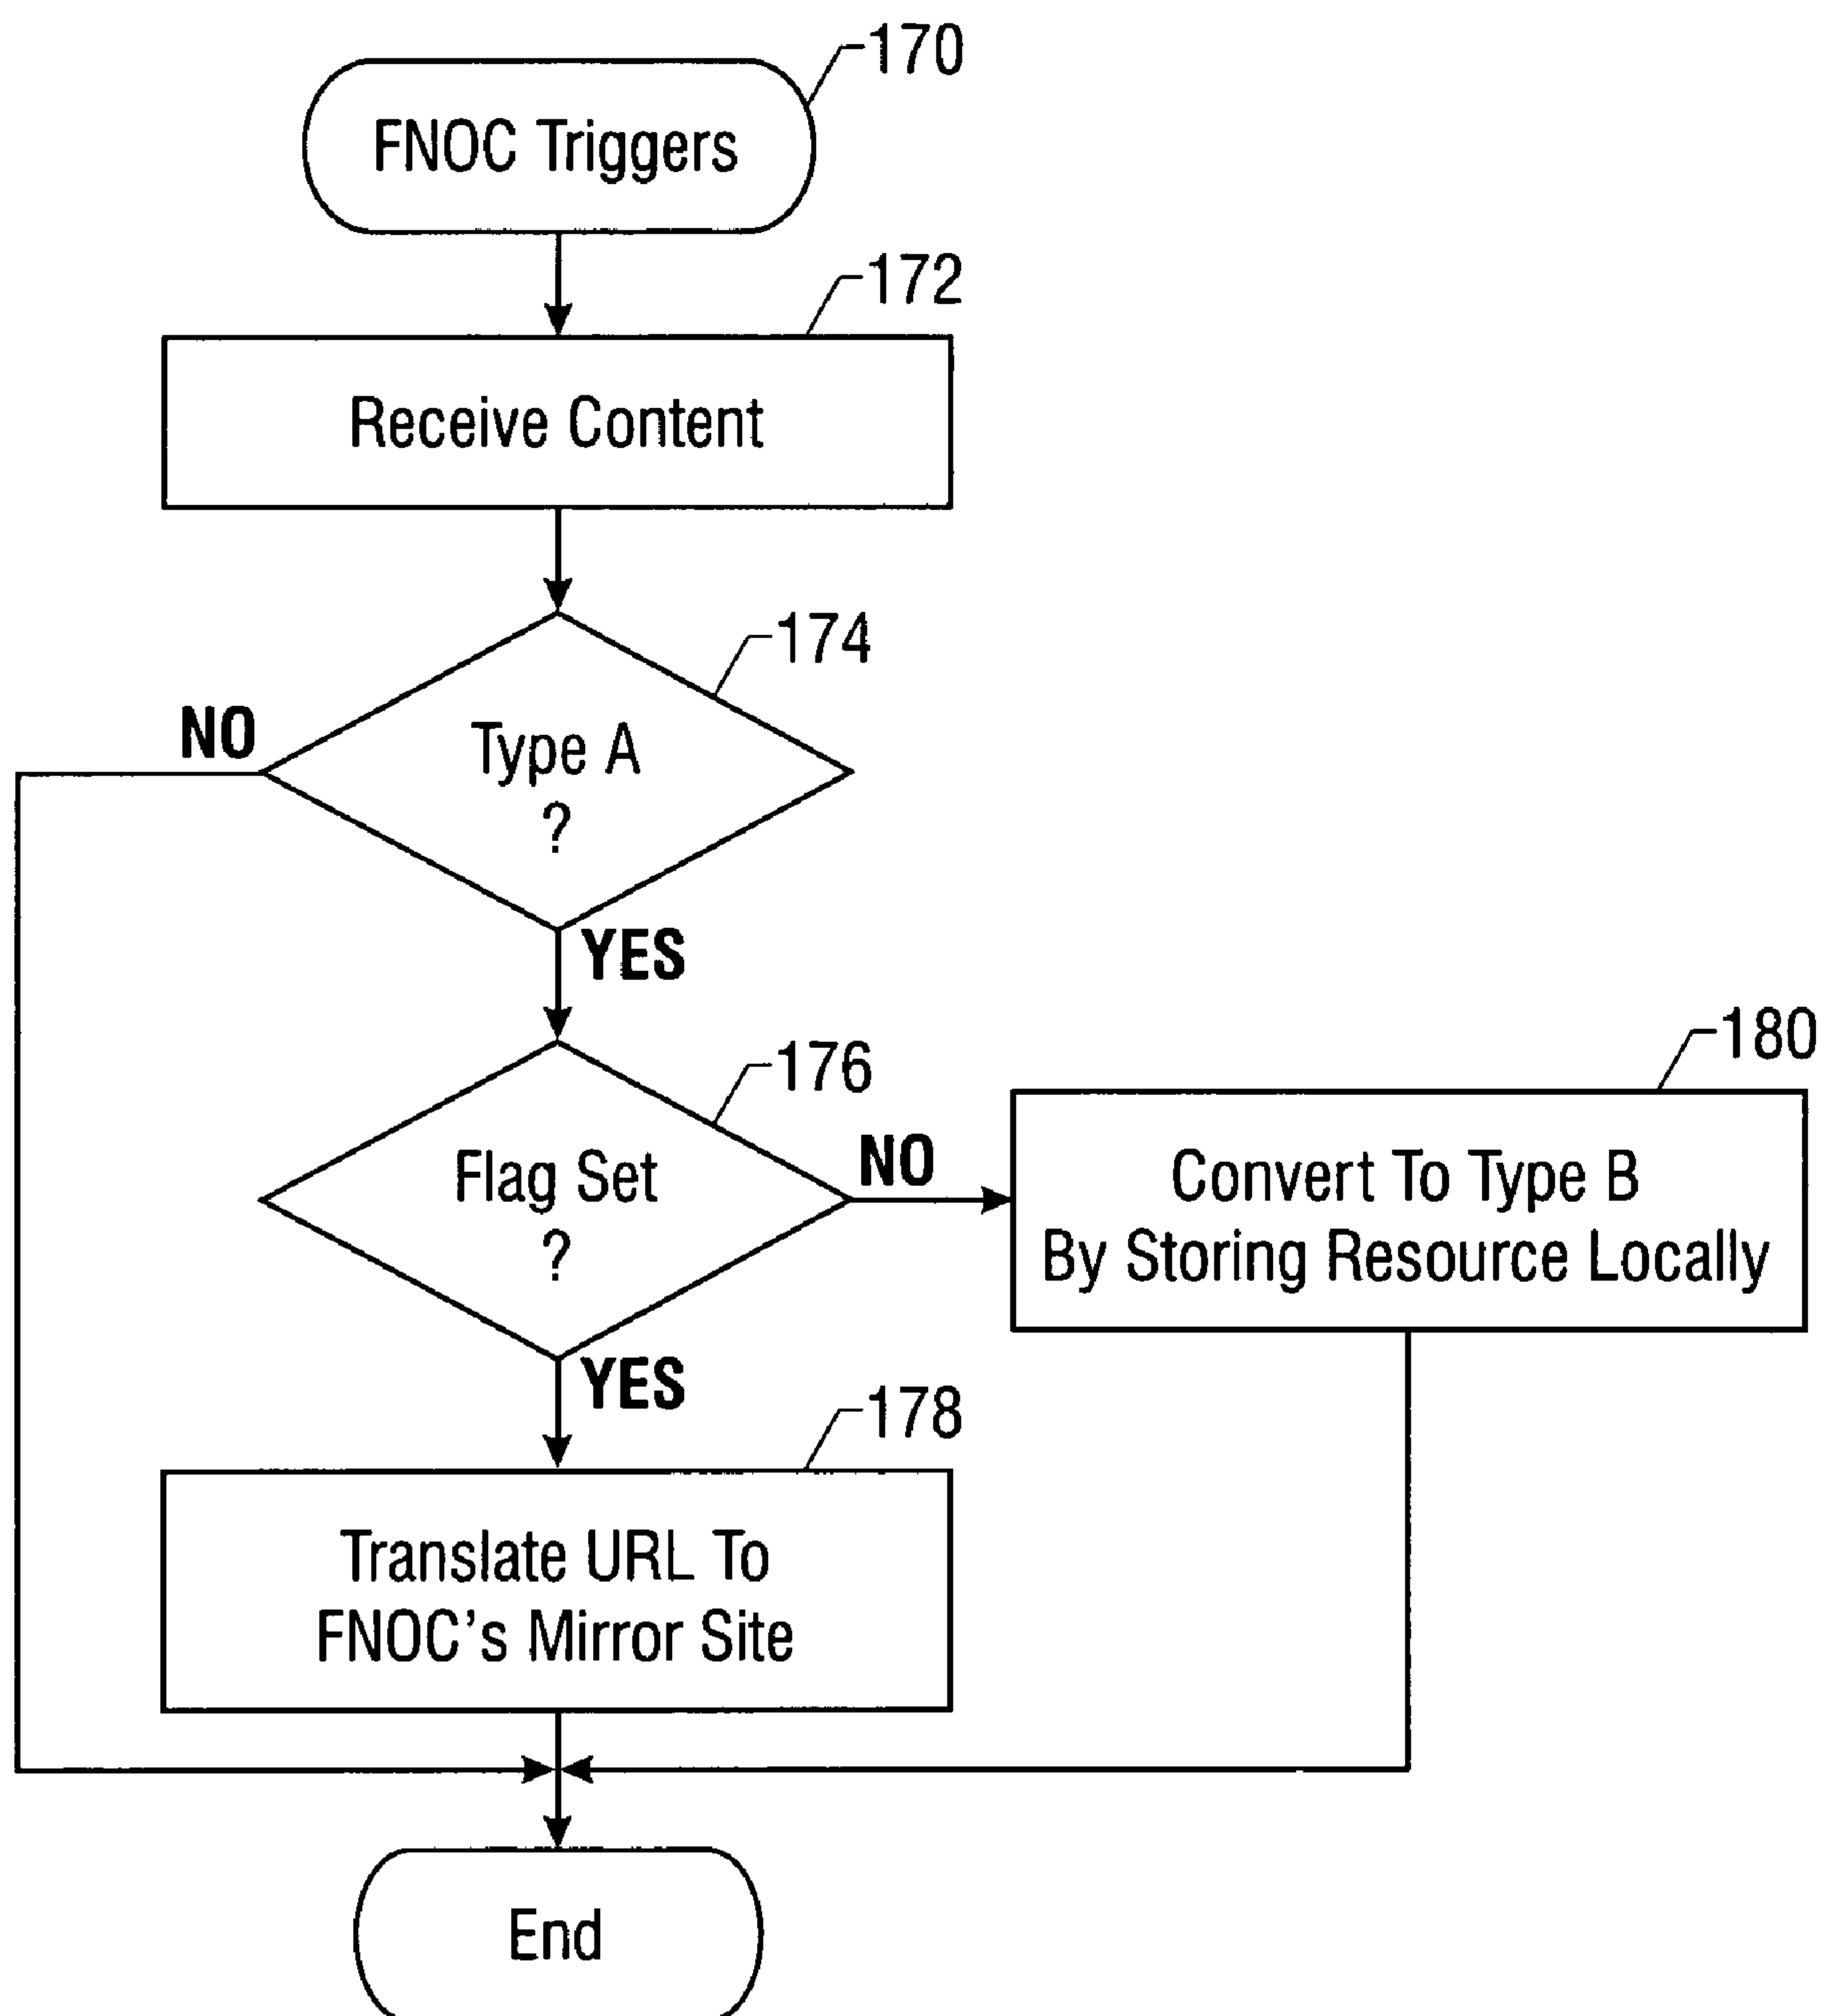 170
FNOC Triggers
172
Receive Content
174
NO
Type A
?
YES
176
180
Flag Set
?
NO
Convert To Type B
By Storing Resource Locally
YES
178
Translate URL To
FNOC's Mirror Site
End